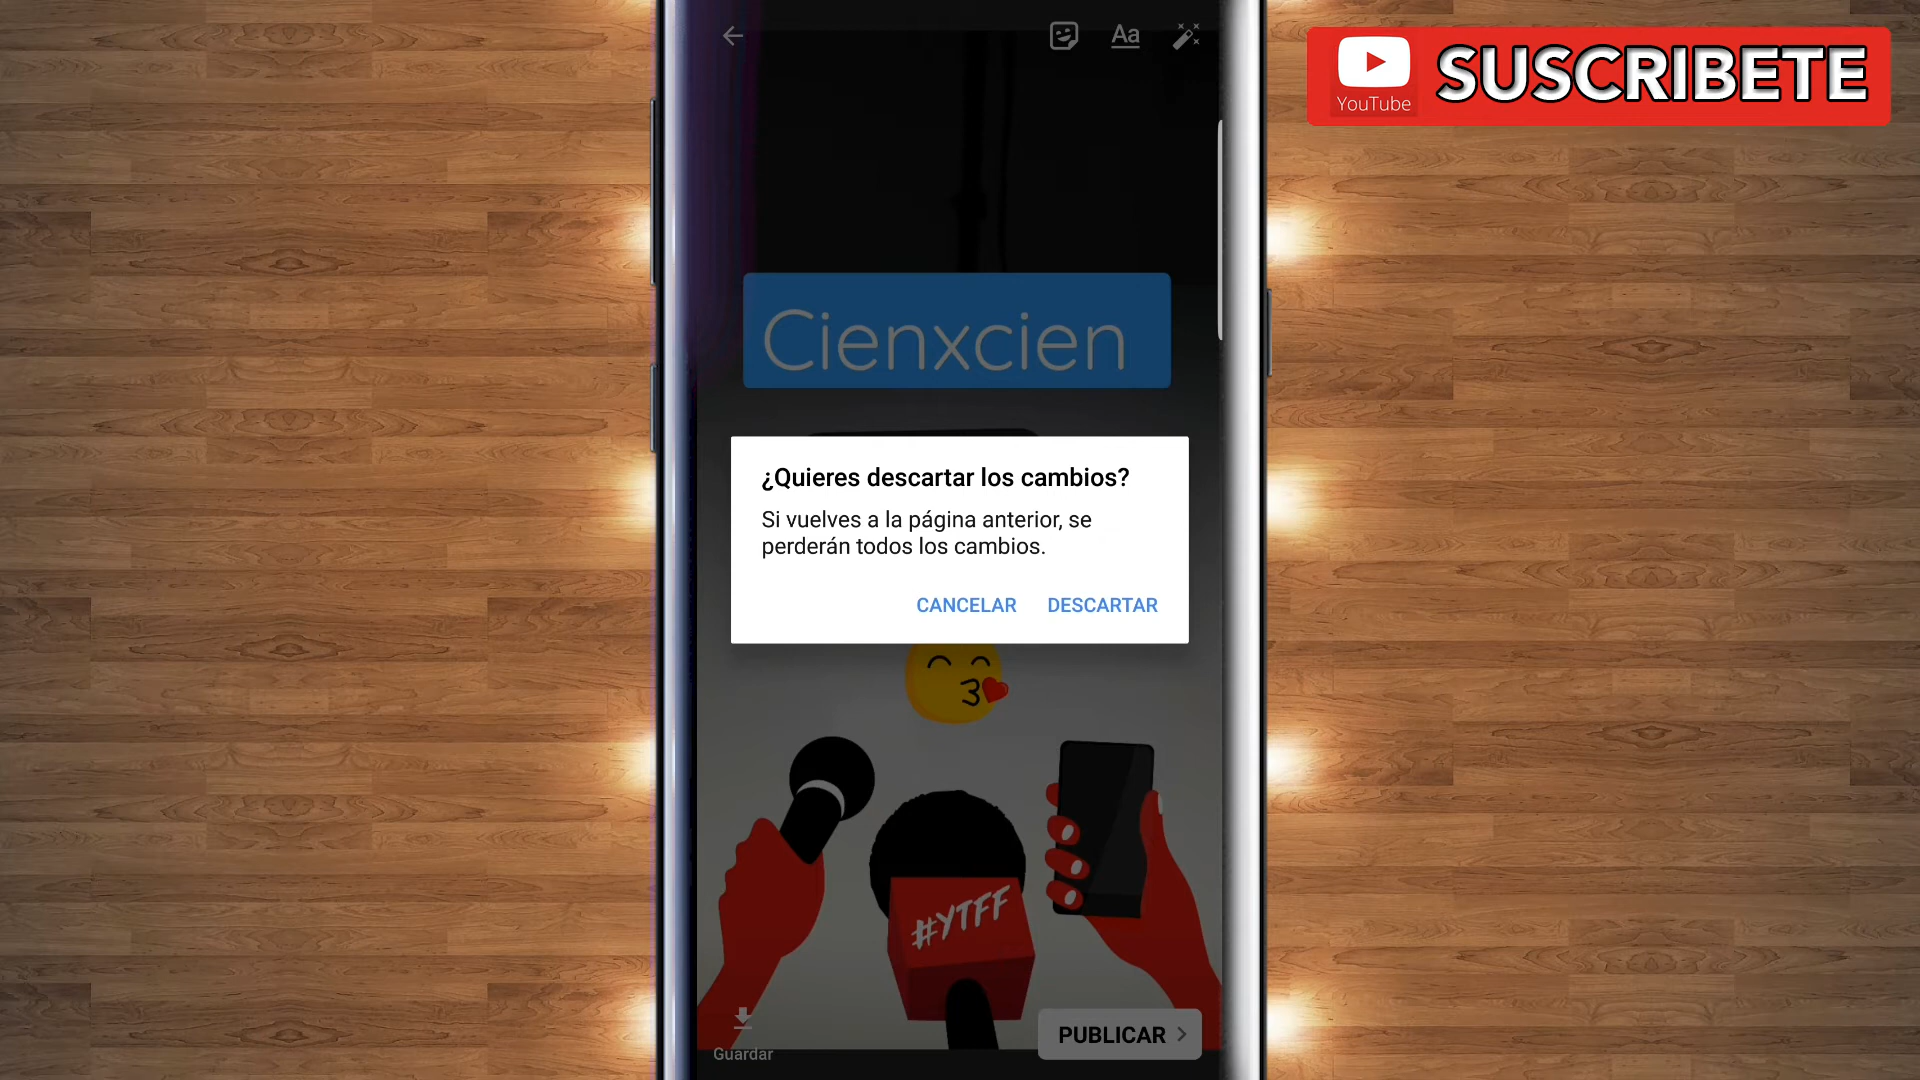 Aa
YouTube
SUSCRIBETE
Cienxcien
¿Quieres descartar los cambios?
Si vuelves a la página anterior, se
perderán todos los cambios.
CANCELAR DESCARTAR
#YTFF
Guardar
PUBLICAR